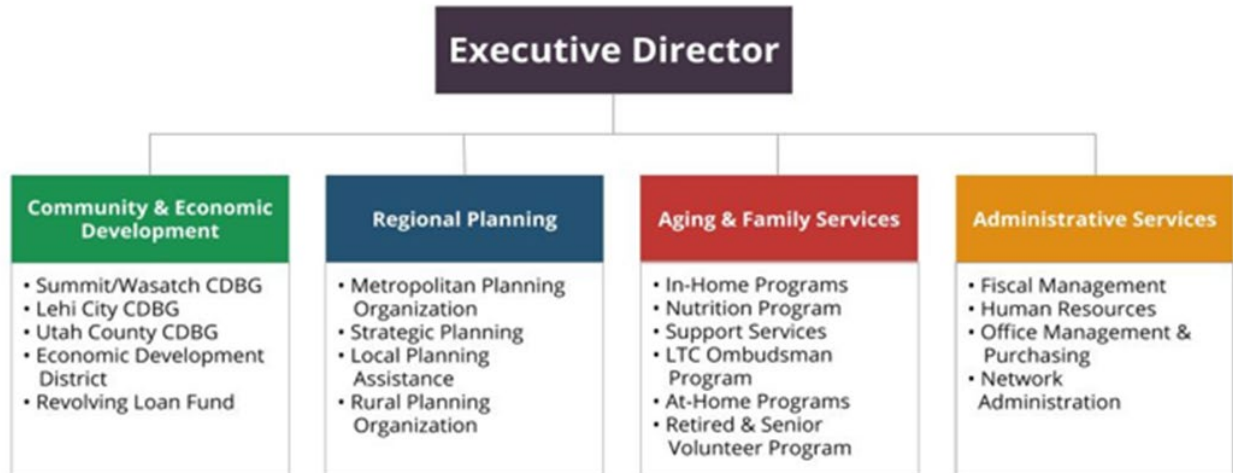 Executive Director
Community & Economic
Development
• Summit/Wasatch CDBG
• Lehi City CDBG
• Utah County CDBG
• Economic Development
District
• Revolving Loan Fund
Regional Planning
• Metropolitan Planning
Organization
• Strategic Planning
• Local Planning
Assistance
• Rural Planning
Organization
Aging & Family Services
• In-Home Programs
• Nutrition Program
• Support Services
• LTC Ombudsman
Program
• At-Home Programs
• Retired & Senior
Volunteer Program
Administrative Services
• Fiscal Management
• Human Resources
• Office Management &
Purchasing
• Network
Administration